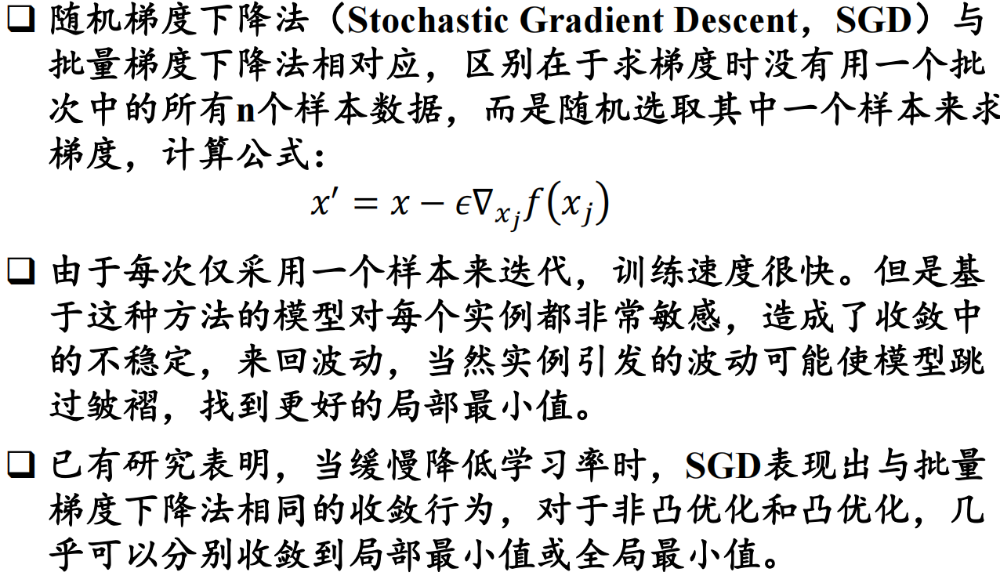 ❑ 随机梯度下降法（Stochastic Gradient Descent，SGD）与
批量梯度下降法相对应，区别在于求梯度时没有用一个批
次中的所有n个样本数据，而是随机选取其中一个样本来求
梯度，计算公式：
x′ = x − ϵ∇_{x_j} f(x_j)
❑ 由于每次仅采用一个样本来迭代，训练速度很快。但是基
于这种方法的模型对每个实例都非常敏感，造成了收敛中
的不稳定，来回波动，当然实例引发的波动可能使模型跳
过皱褶，找到更好的局部最小值。
❑ 已有研究表明，当缓慢降低学习率时，SGD表现出与批量
梯度下降法相同的收敛行为，对于非凸优化和凸优化，几
乎可以分别收敛到局部最小值或全局最小值。